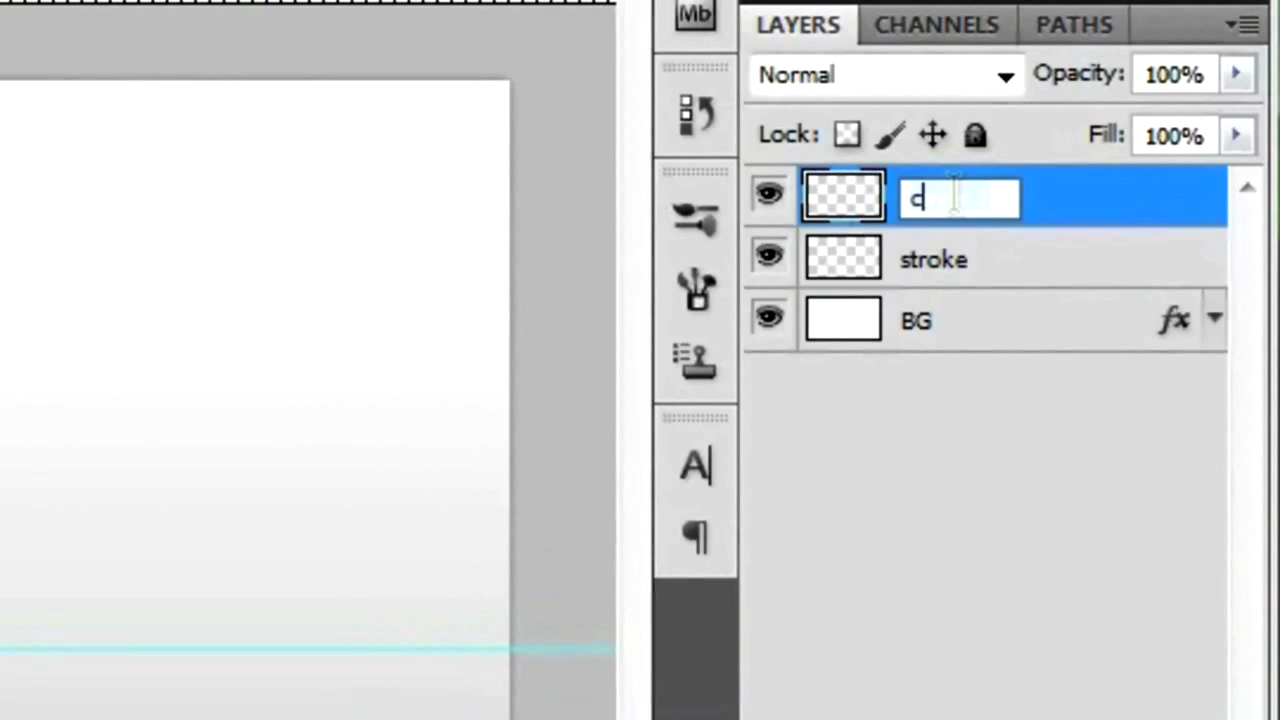 Mb
LAYERS CHANNELS PATHS
Normal Opacity: 100%
Lock: Fill: 100%
c
stroke
BG fx
A
¶